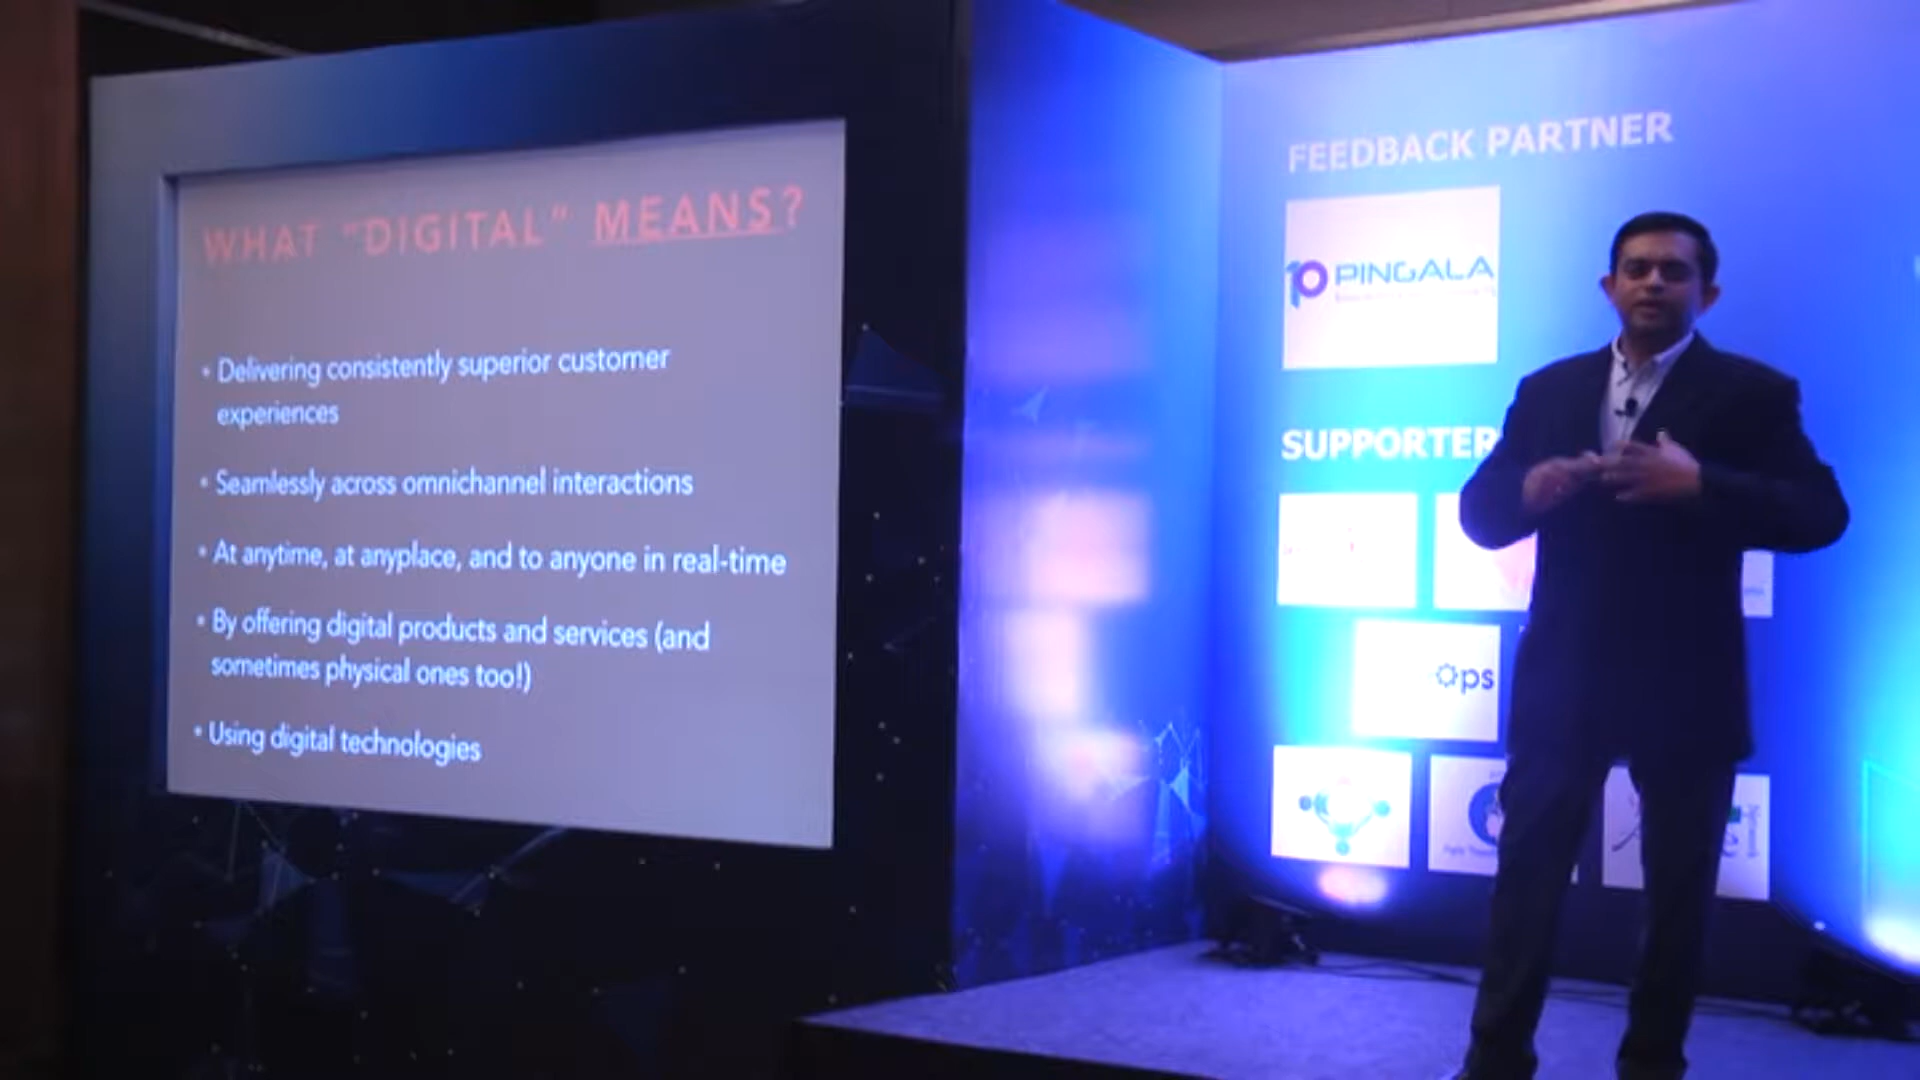 WHAT “DIGITAL” MEANS?
• Delivering consistently superior customer
experiences
• Seamlessly across omnichannel interactions
• At anytime, at anyplace, and to anyone in real-time
• By offering digital products and services (and
sometimes physical ones too!)
• Using digital technologies
FEEDBACK PARTNER
PINGALA
SUPPORTER
ps